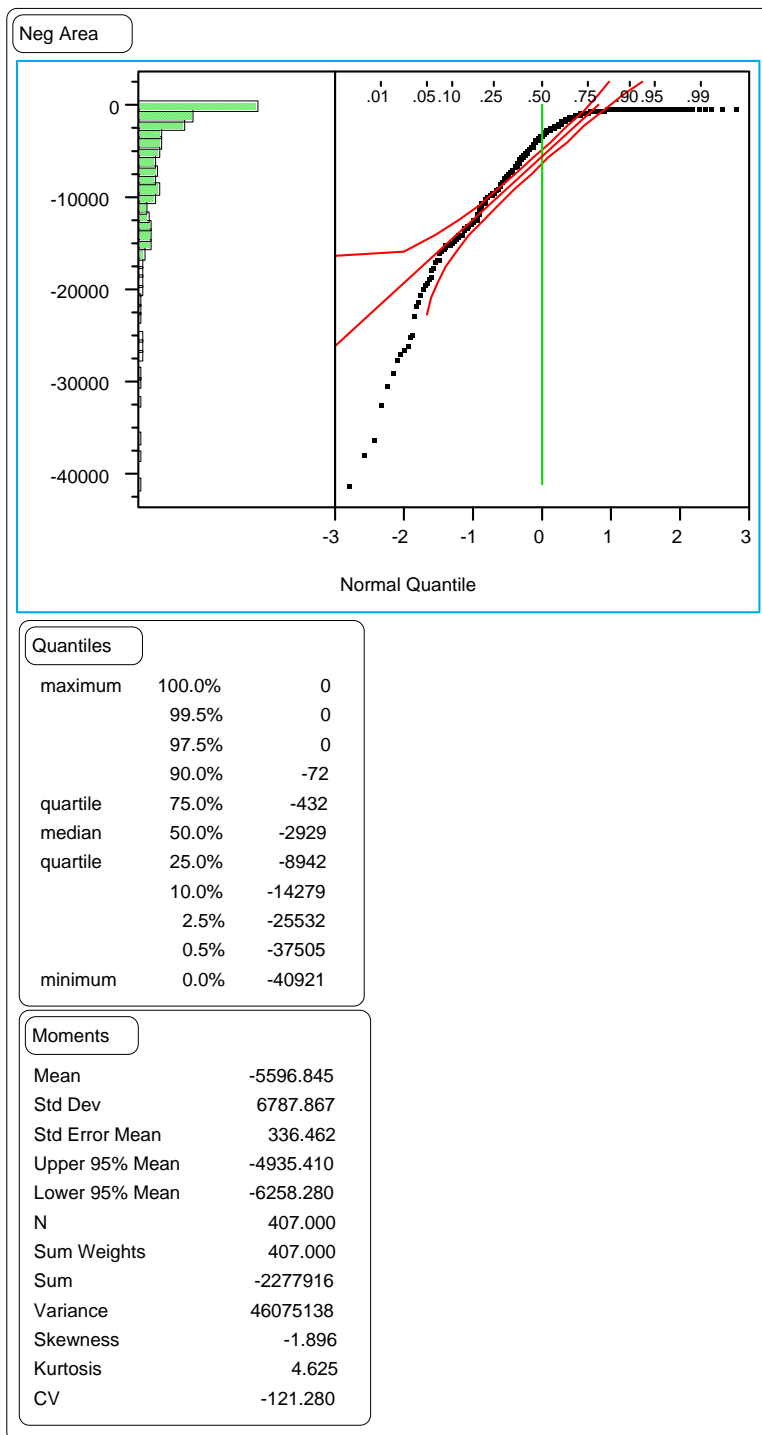 Neg Area
.01 .05 .10 .25 .50 .75 .90 .95 .99
0
-10000
-20000
-30000
-40000
-3 -2 -1 0 1 2 3
Normal Quantile
Quantiles
maximum 100.0% 0
99.5% 0
97.5% 0
90.0% -72
quartile 75.0% -432
median 50.0% -2929
quartile 25.0% -8942
10.0% -14279
2.5% -25532
0.5% -37505
minimum 0.0% -40921
Moments
Mean -5596.845
Std Dev 6787.867
Std Error Mean 336.462
Upper 95% Mean -4935.410
Lower 95% Mean -6258.280
N 407.000
Sum Weights 407.000
Sum -2277916
Variance 46075138
Skewness -1.896
Kurtosis 4.625
CV -121.280